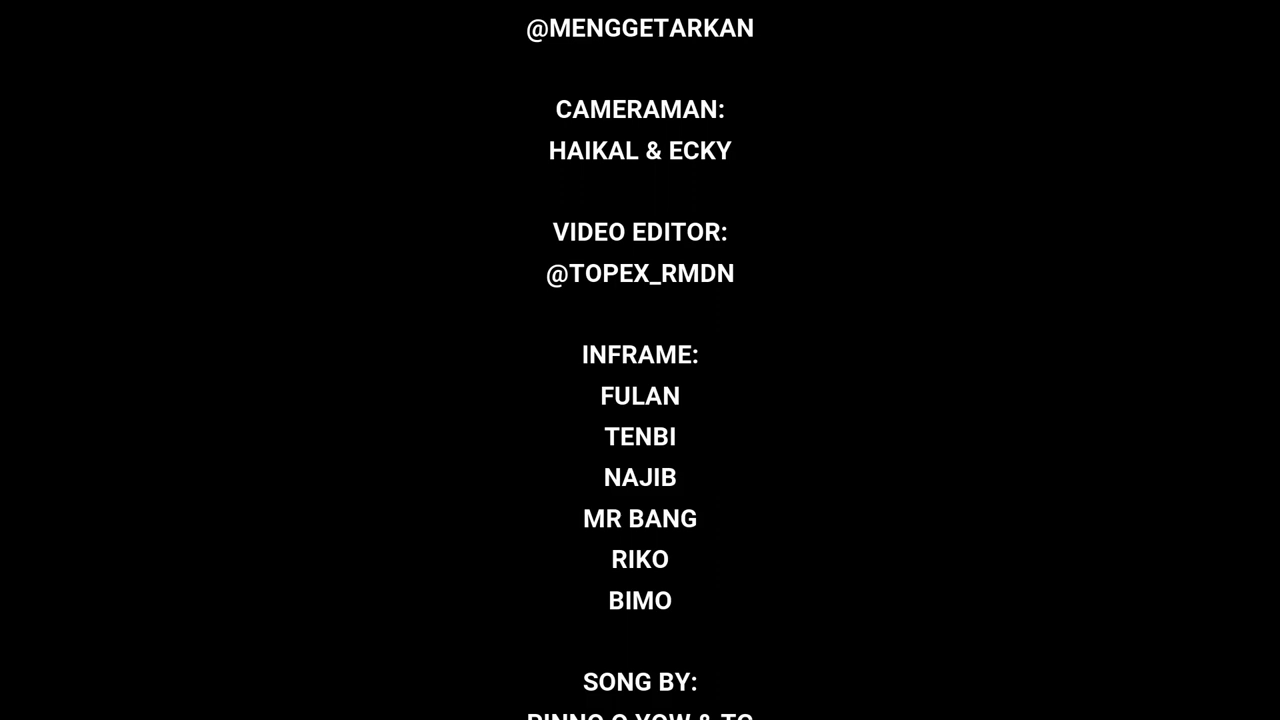 @MENGGETARKAN
CAMERAMAN:
HAIKAL & ECKY
VIDEO EDITOR:
@TOPEX_RMDN
INFRAME:
FULAN
TENBI
NAJIB
MR BANG
RIKO
BIMO
SONG BY: